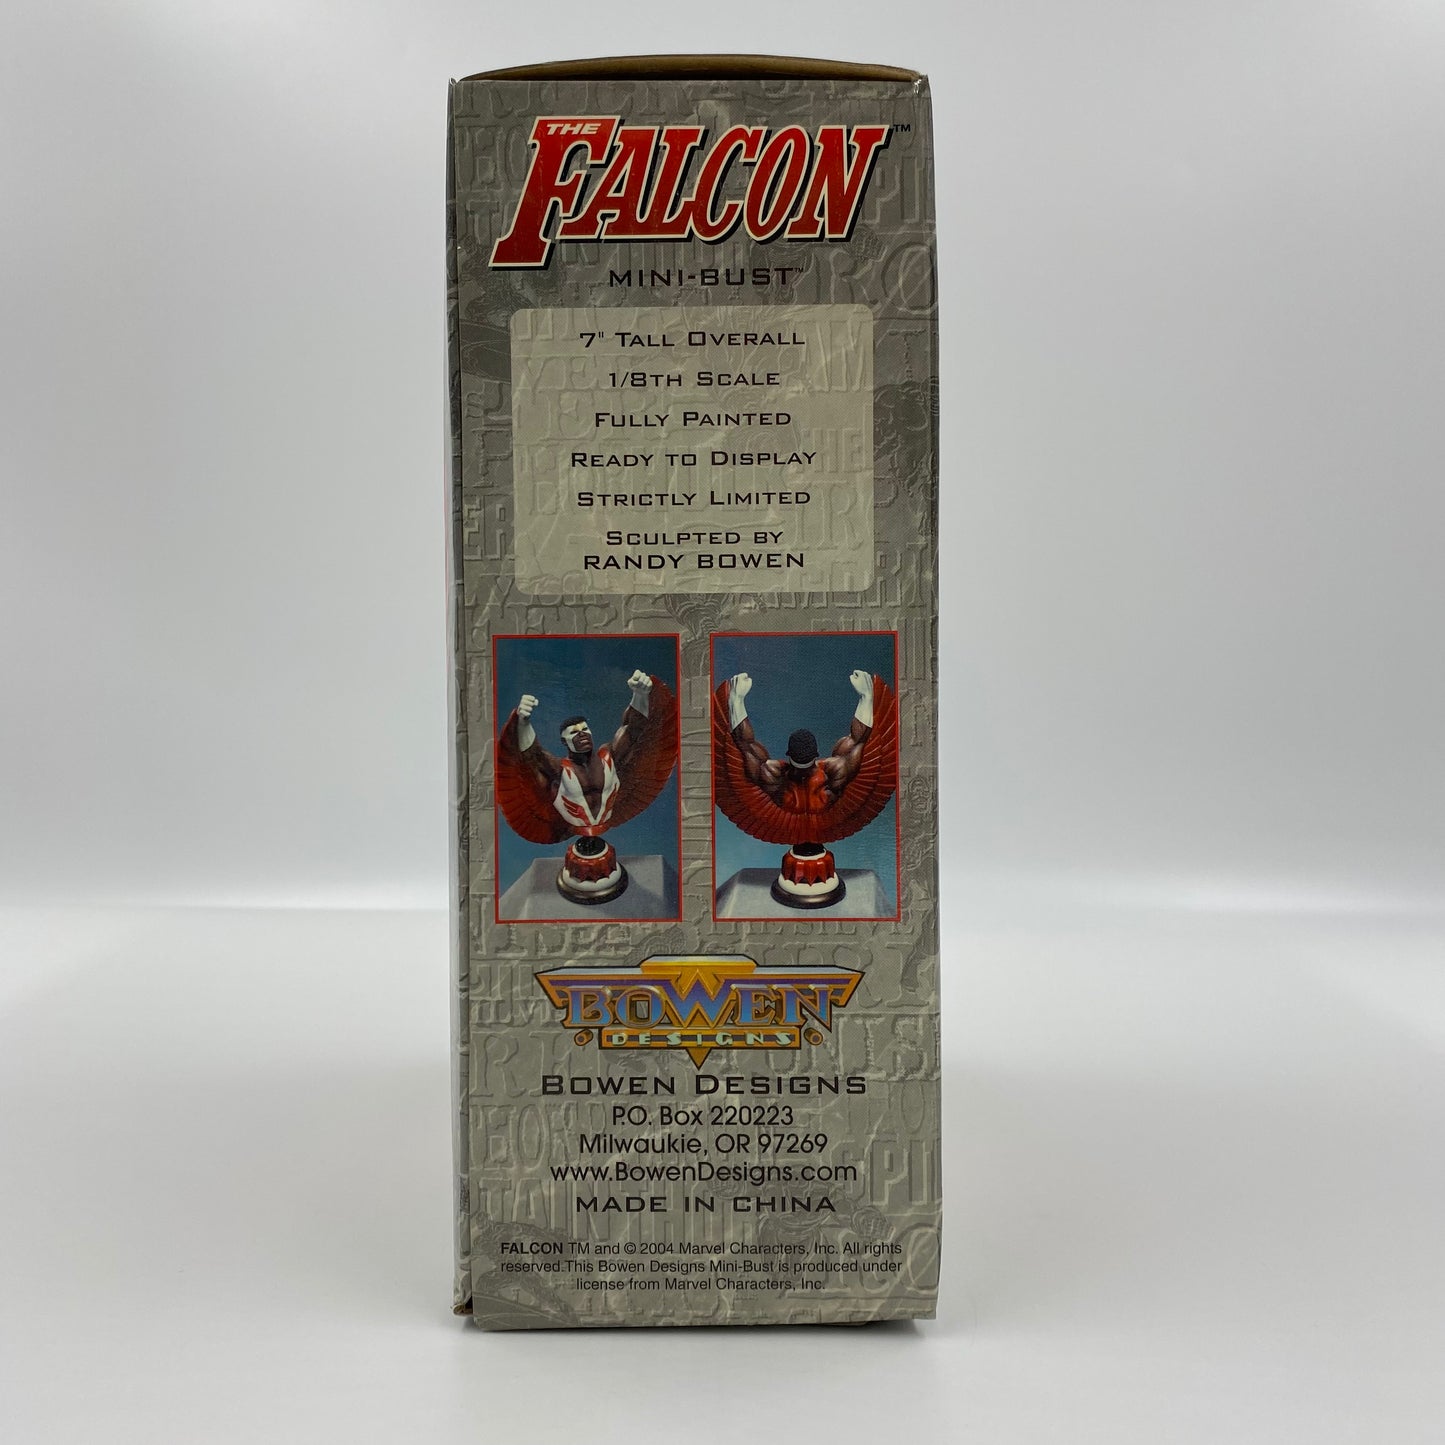 THE
FALCON™
MINI-BUST™
7" TALL OVERALL
1/8TH SCALE
FULLY PAINTED
READY TO DISPLAY
STRICTLY LIMITED
SCULPTED BY
RANDY BOWEN
BOWEN
DESIGNS
BOWEN DESIGNS
P.O. Box 220223
Milwaukie, OR 97269
www.BowenDesigns.com
MADE IN CHINA
FALCON TM and © 2004 Marvel Characters, Inc. All rights
reserved.This Bowen Designs Mini-Bust is produced under
license from Marvel Characters, Inc.